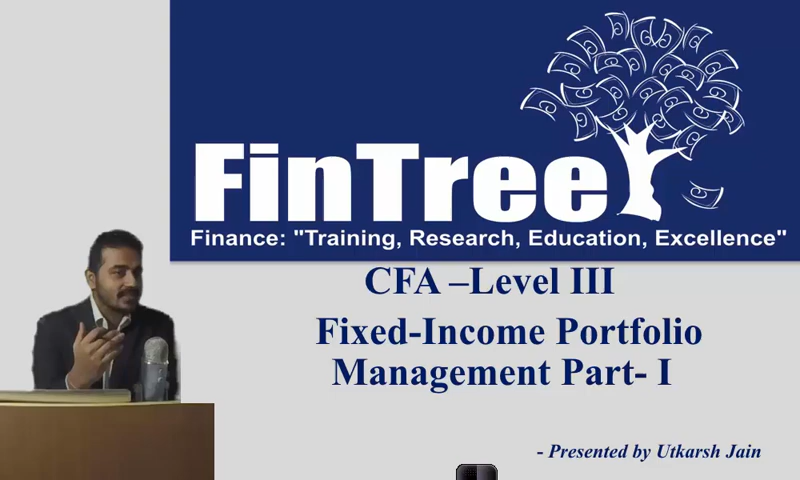 FinTree
Finance: "Training, Research, Education, Excellence"
CFA –Level III
Fixed-Income Portfolio
Management Part- I
- Presented by Utkarsh Jain